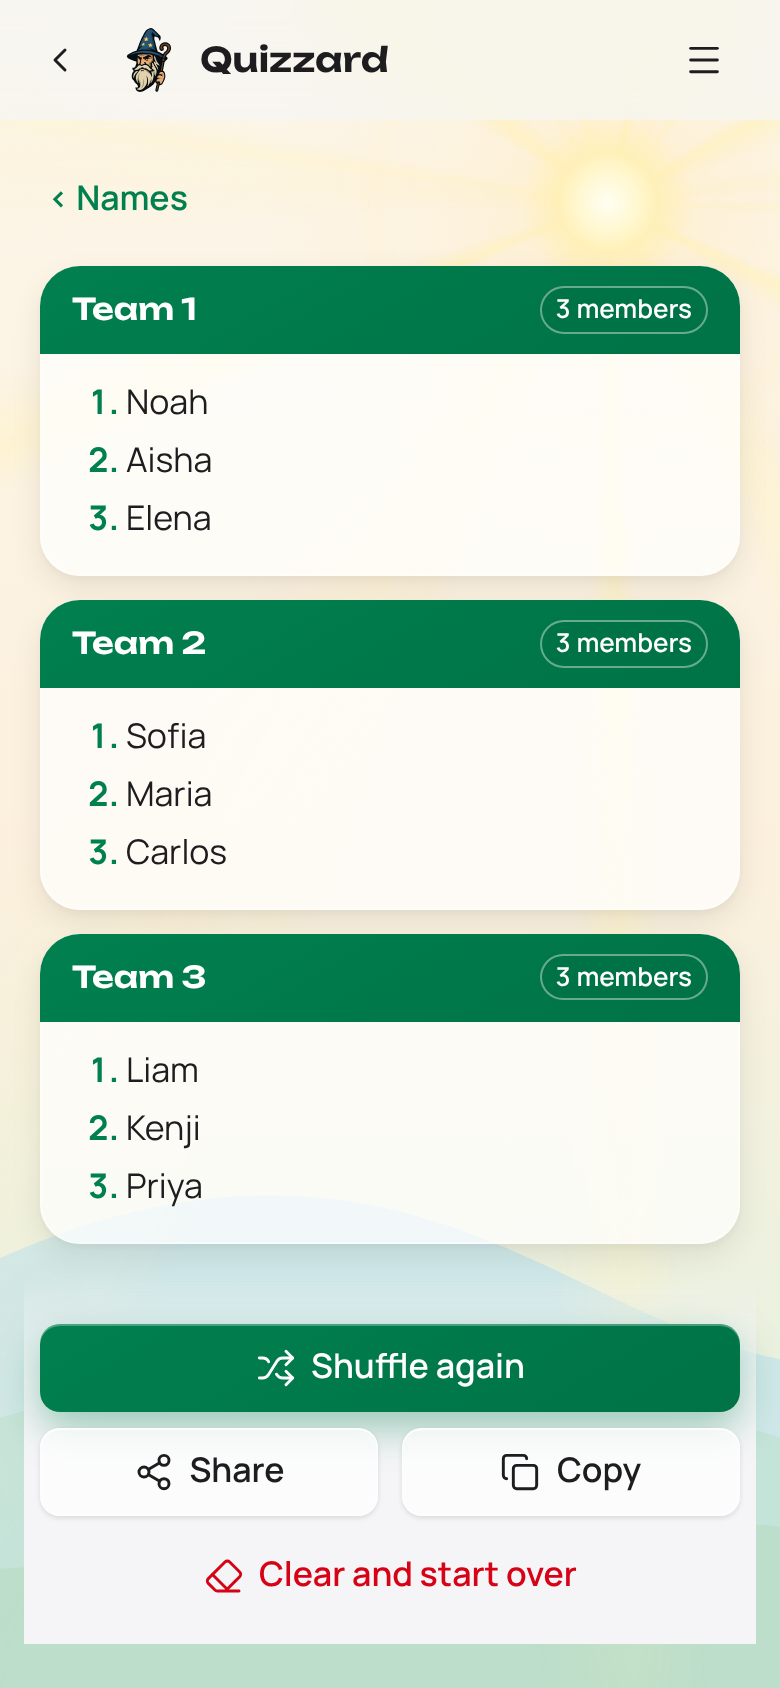 Quizzard
Names
Team 1
3 members
1. Noah
2. Aisha
3. Elena
Team 2
3 members
1. Sofia
2. Maria
3. Carlos
Team 3
3 members
1. Liam
2. Kenji
3. Priya
Shuffle again
Share
Copy
Clear and start over